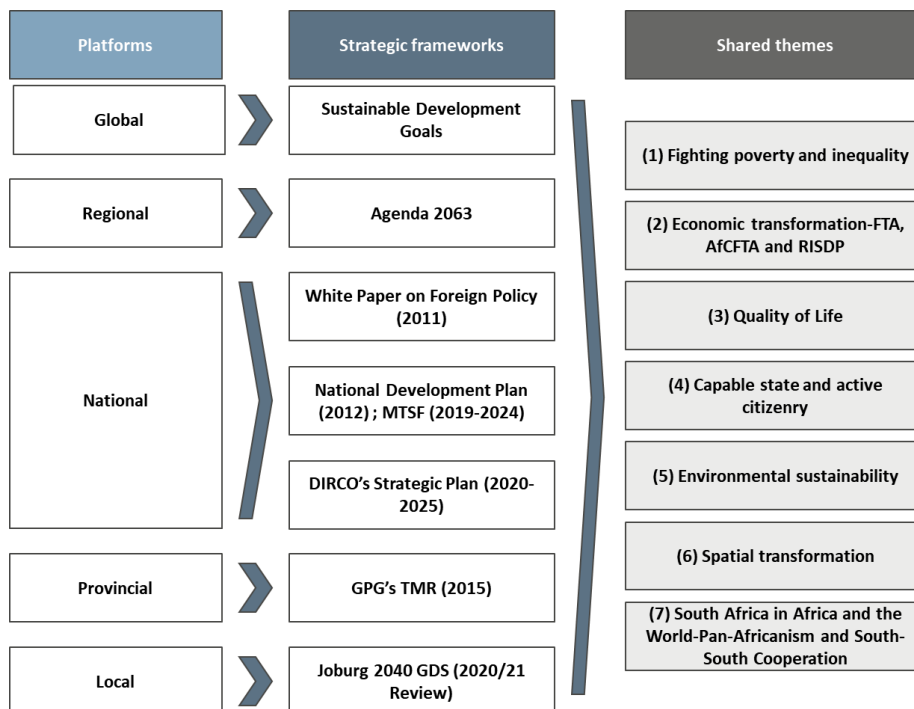 Platforms
Strategic frameworks
Shared themes
Global
Sustainable Development
Goals
Regional
Agenda 2063
National
White Paper on Foreign Policy
(2011)
National Development Plan
(2012) ; MTSF (2019-2024)
DIRCO's Strategic Plan (2020-
2025)
Provincial
GPG's TMR (2015)
Local
Joburg 2040 GDS (2020/21
Review)
(1) Fighting poverty and inequality
(2) Economic transformation-FTA,
AfCFTA and RISDP
(3) Quality of Life
(4) Capable state and active
citizenry
(5) Environmental sustainability
(6) Spatial transformation
(7) South Africa in Africa and the
World-Pan-Africanism and South-
South Cooperation